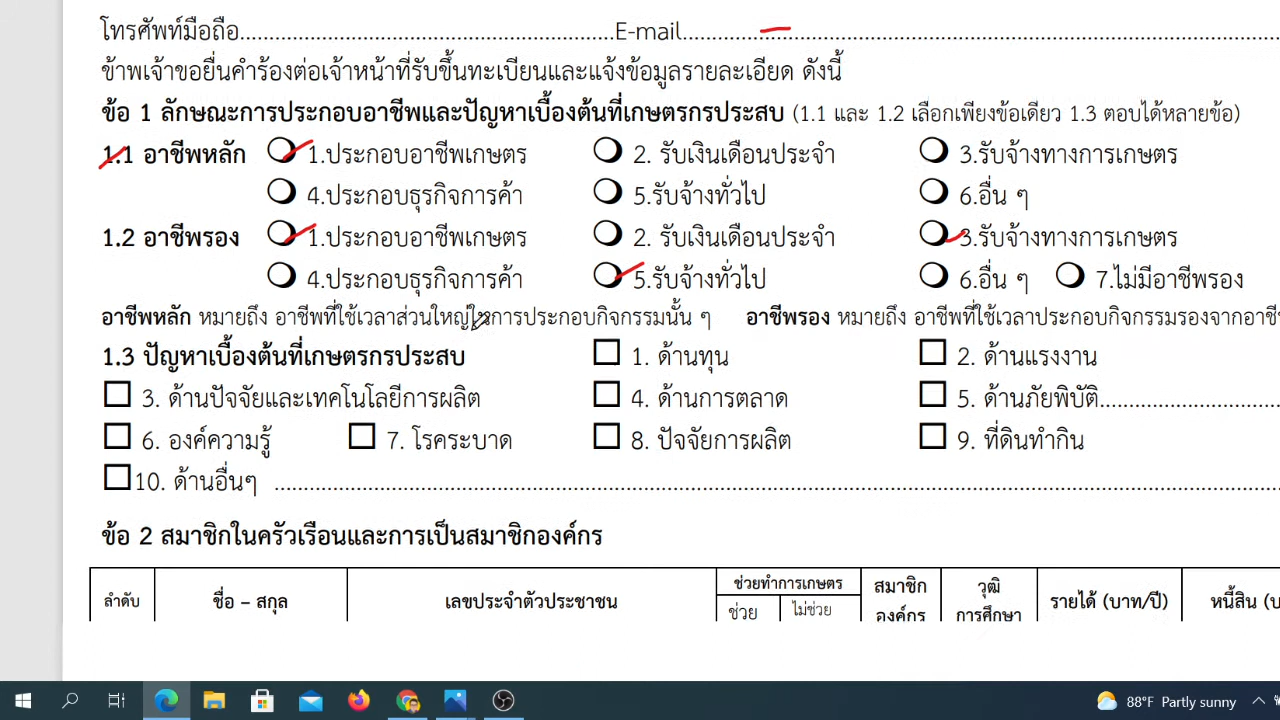 โทรศัพท์มือถือ..................................................................E-mail..........................................................................................................
ข้าพเจ้าขอยื่นคำร้องต่อเจ้าหน้าที่รับขึ้นทะเบียนและแจ้งข้อมูลรายละเอียด ดังนี้
ข้อ 1 ลักษณะการประกอบอาชีพและปัญหาเบื้องต้นที่เกษตรกรประสบ (1.1 และ 1.2 เลือกเพียงข้อเดียว 1.3 ตอบได้หลายข้อ)
1.1 อาชีพหลัก 1.ประกอบอาชีพเกษตร 2. รับเงินเดือนประจำ 3.รับจ้างทางการเกษตร
4.ประกอบธุรกิจการค้า 5.รับจ้างทั่วไป 6.อื่น ๆ
1.2 อาชีพรอง 1.ประกอบอาชีพเกษตร 2. รับเงินเดือนประจำ 3.รับจ้างทางการเกษตร
4.ประกอบธุรกิจการค้า 5.รับจ้างทั่วไป 6.อื่น ๆ 7.ไม่มีอาชีพรอง
อาชีพหลัก หมายถึง อาชีพที่ใช้เวลาส่วนใหญ่ในการประกอบกิจกรรมนั้น ๆ อาชีพรอง หมายถึง อาชีพที่ใช้เวลาประกอบกิจกรรมรองจากอาชี
1.3 ปัญหาเบื้องต้นที่เกษตรกรประสบ 1. ด้านทุน 2. ด้านแรงงาน
3. ด้านปัจจัยและเทคโนโลยีการผลิต 4. ด้านการตลาด 5. ด้านภัยพิบัติ................................
6. องค์ความรู้ 7. โรคระบาด 8. ปัจจัยการผลิต 9. ที่ดินทำกิน
10. ด้านอื่นๆ ................................................................................................................................
ข้อ 2 สมาชิกในครัวเรือนและการเป็นสมาชิกองค์กร
ลำดับ ชื่อ – สกุล เลขประจำตัวประชาชน ช่วยทำการเกษตร สมาชิก วุฒิ รายได้ (บาท/ปี) หนี้สิน
ช่วย ไม่ช่วย องค์กร การศึกษา
88°F Partly sunny